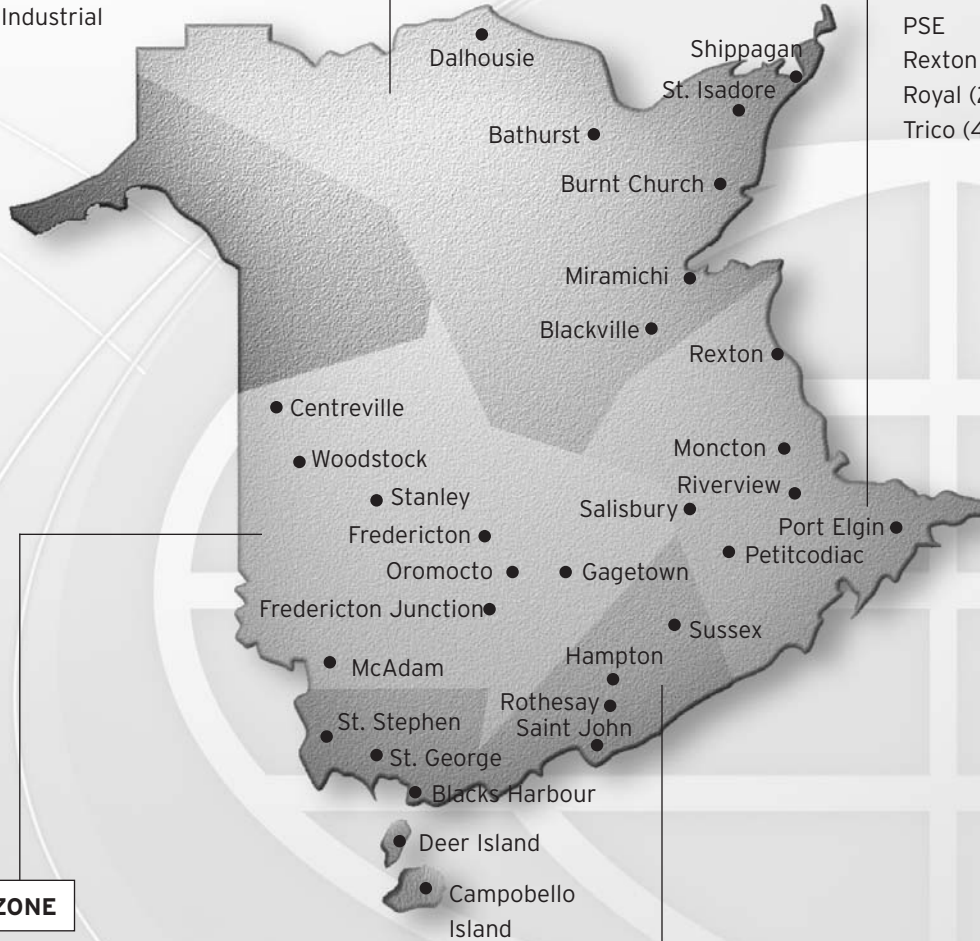 Industrial
PSE
Rexton
Royal (
Trico (4
Dalhousie
Shippagan
St. Isadore
Bathurst
Burnt Church
Miramichi
Blackville
Rexton
Centreville
Woodstock
Moncton
Riverview
Stanley
Salisbury
Port Elgin
Fredericton
Petitcodiac
Oromocto
Gagetown
Fredericton Junction
Sussex
Hampton
McAdam
Rothesay
St. Stephen
Saint John
St. George
Blacks Harbour
Deer Island
Campobello
Island
ZONE